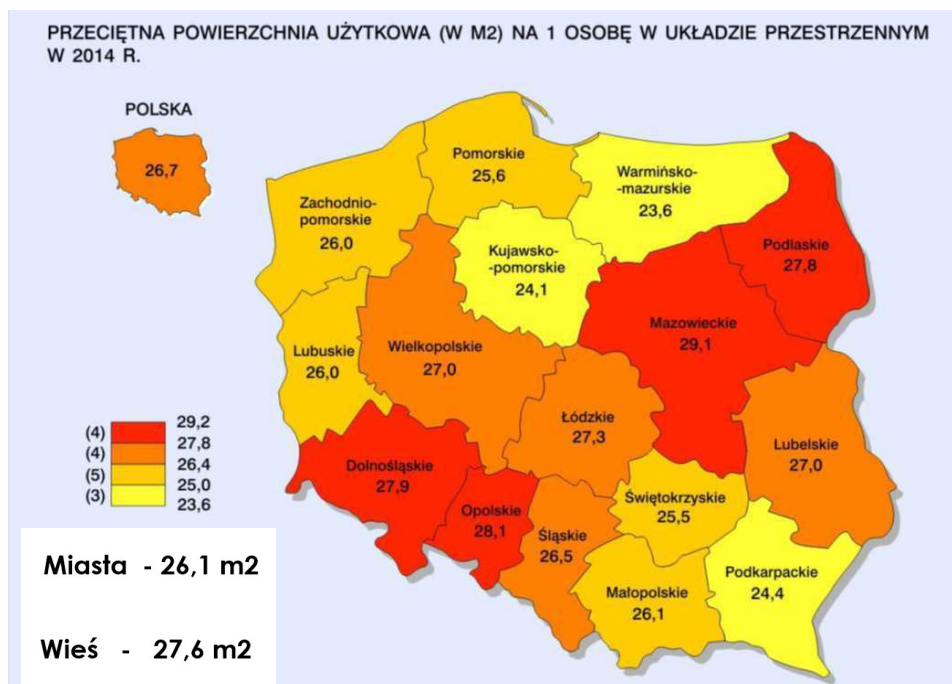 PRZECIĘTNA POWIERZCHNIA UŻYTKOWA (W M2) NA 1 OSOBĘ W UKŁADZIE PRZESTRZENNYM
W 2014 R.
POLSKA
26,7
Pomorskie
25,6
Warmińsko-
-mazurskie
23,6
Zachodnio-
pomorskie
26,0
Podlaskie
27,8
Kujawsko-
-pomorskie
24,1
Mazowieckie
29,1
Lubuskie
26,0
Wielkopolskie
27,0
Łódzkie
27,3
Lubelskie
27,0
Dolnośląskie
27,9
Opolskie
28,1
Śląskie
26,5
Świętokrzyskie
25,5
Małopolskie
26,1
Podkarpackie
24,4
29,2
(4)
27,8
(4)
26,4
(5)
25,0
(3)
23,6
Miasta - 26,1 m2
Wieś - 27,6 m2